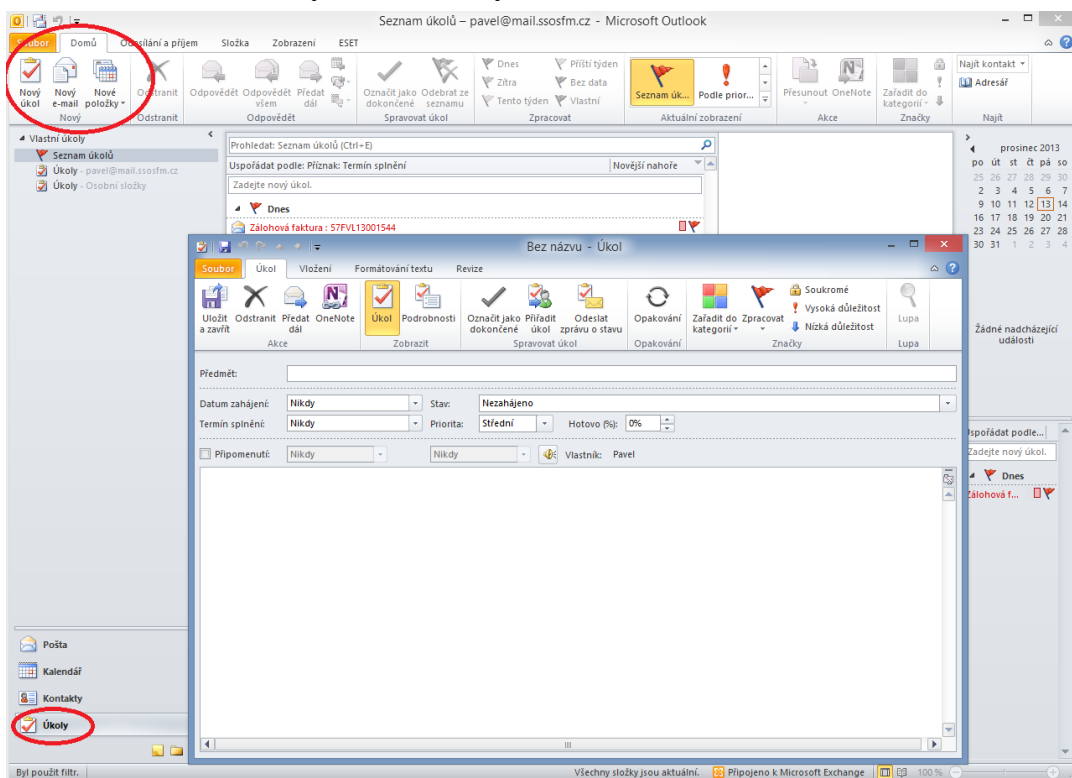 Seznam úkolů – pavel@mail.ssosfm.cz - Microsoft Outlook
Soubor Domů Odesílání a příjem Složka Zobrazení ESET
Nový úkol
Nový e-mail
Nové položky
Nový
Odstranit
Odstranit
Odpovědět
Odpovědět všem
Předat dál
Odpovědět
Označit jako dokončené
Odebrat ze seznamu
Spravovat úkol
Dnes
Zítra
Tento týden
Příští týden
Bez data
Vlastní
Zpracovat
Seznam úk...
Podle prior...
Aktuální zobrazení
Přesunout
OneNote
Akce
Zařadit do kategorií
Značky
Najít kontakt
Adresář
Najít
Vlastní úkoly
Seznam úkolů
Úkoly - pavel@mail.ssosfm.cz
Úkoly - Osobní složky
Prohledat: Seznam úkolů (Ctrl+E)
Uspořádat podle: Příznak: Termín splnění Novější nahoře
Zadejte nový úkol.
Dnes
Zálohová faktura : 57FVL13001544
prosinec 2013
po út st čt pá so
25 26 27 28 29 30
2 3 4 5 6 7
9 10 11 12 13 14
16 17 18 19 20 21
23 24 25 26 27 28
30 31 1 2 3 4
Žádné nadcházející
události
Uspořádat podle...
Zadejte nový úkol.
Dnes
Zálohová f...
Bez názvu - Úkol
Soubor Úkol Vložení Formátování textu Revize
Uložit a zavřít
Odstranit
Předat dál
OneNote
Akce
Úkol
Podrobnosti
Zobrazit
Označit jako dokončené
Přiřadit úkol
Odeslat zprávu o stavu
Spravovat úkol
Opakování
Opakování
Zařadit do kategorií
Zpracovat
Soukromé
Vysoká důležitost
Nízká důležitost
Značky
Lupa
Lupa
Předmět:
Datum zahájení: Nikdy Stav: Nezahájeno
Termín splnění: Nikdy Priorita: Střední Hotovo (%): 0%
Připomenutí: Nikdy Nikdy Vlastník: Pavel
Pošta
Kalendář
Kontakty
Úkoly
Byl použit filtr. Všechny složky jsou aktuální. Připojeno k Microsoft Exchange 100 %